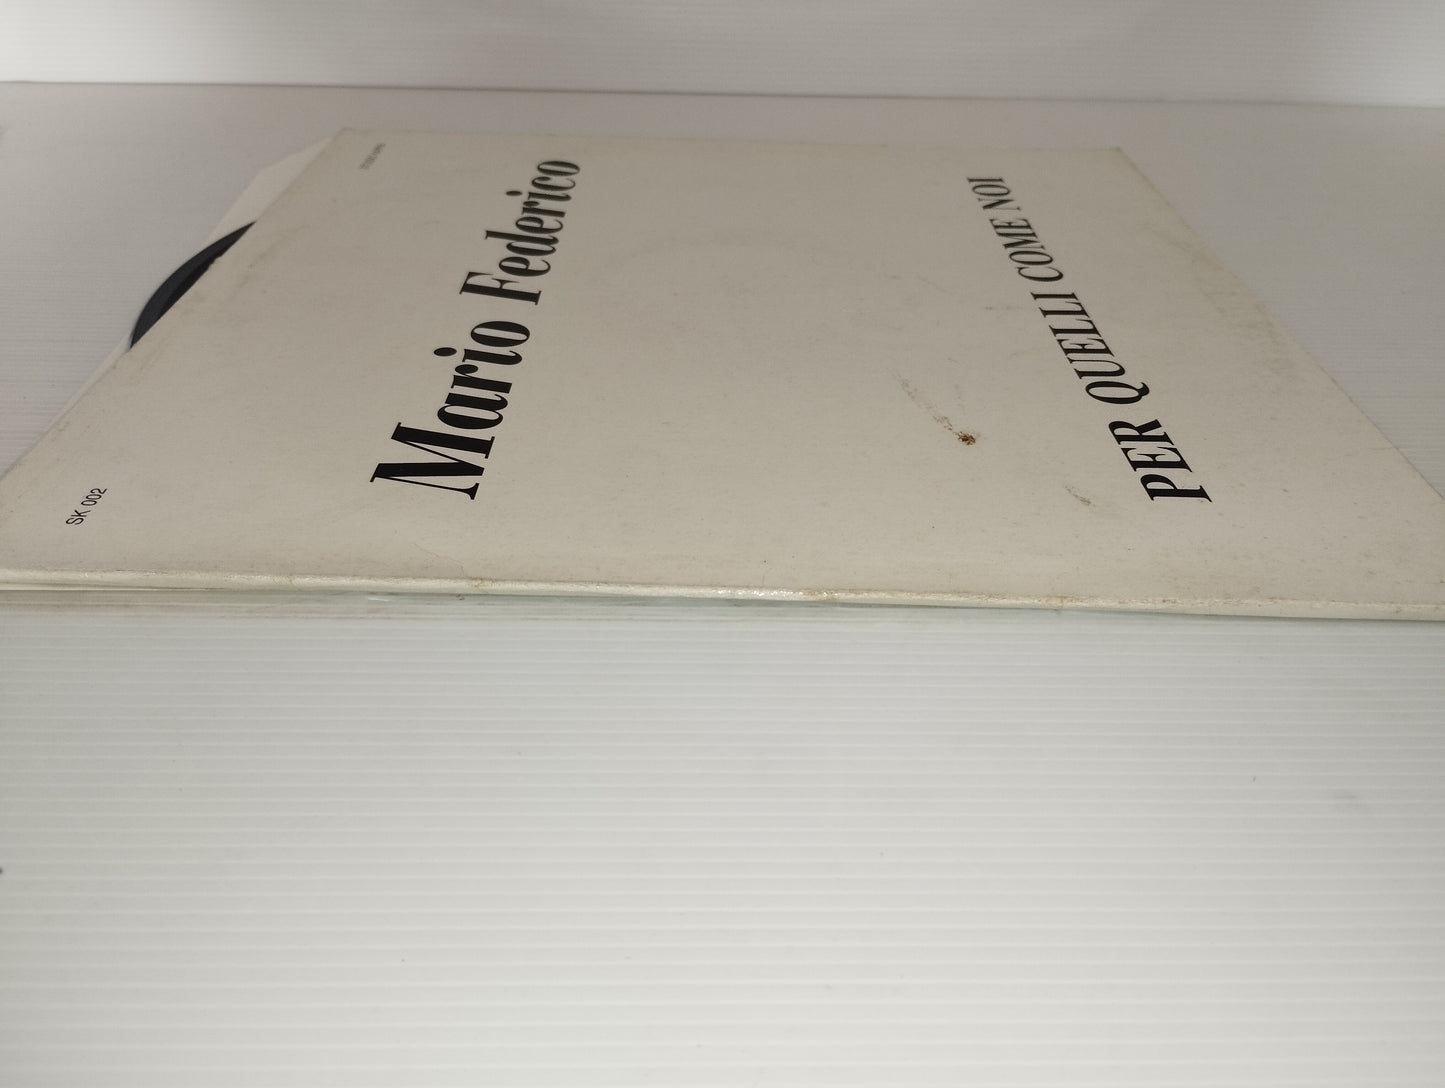 SK 002
Mario Federico
PER QUELLI COME NOI